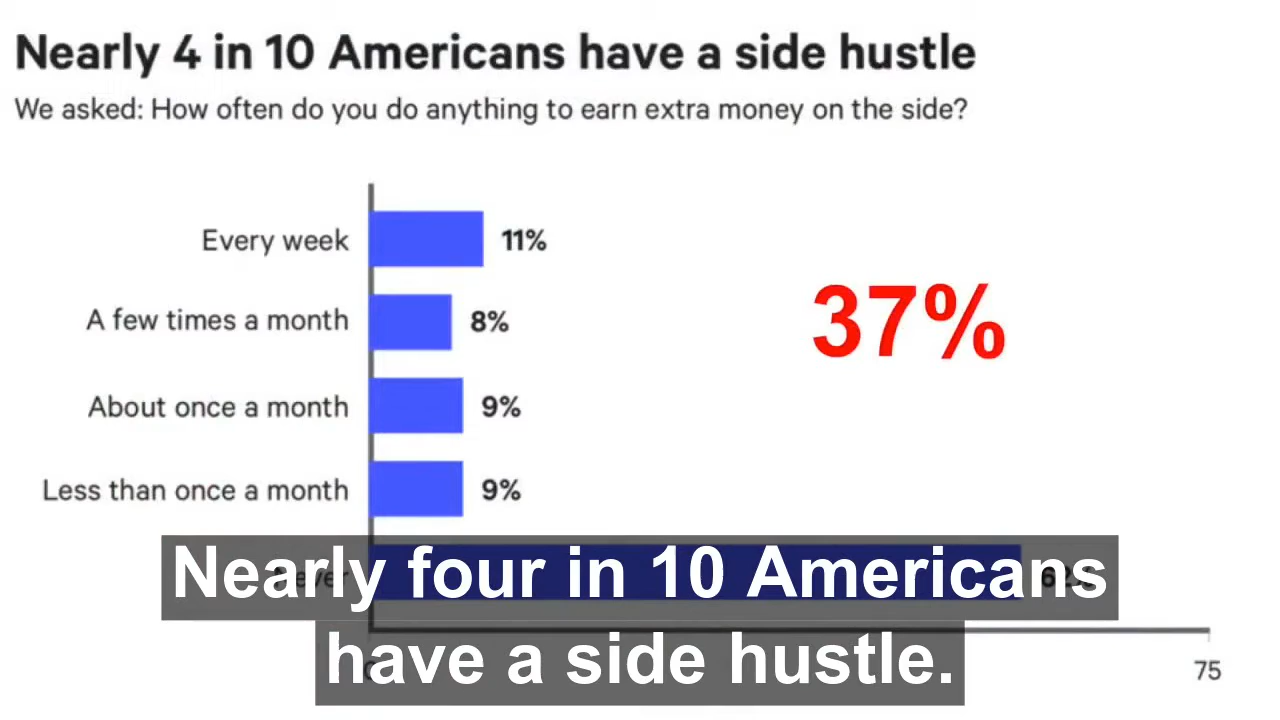 Nearly 4 in 10 Americans have a side hustle
We asked: How often do you do anything to earn extra money on the side?
Every week 11%
A few times a month 8%
37%
About once a month 9%
Less than once a month 9%
Nearly four in 10 Americans
have a side hustle.
75